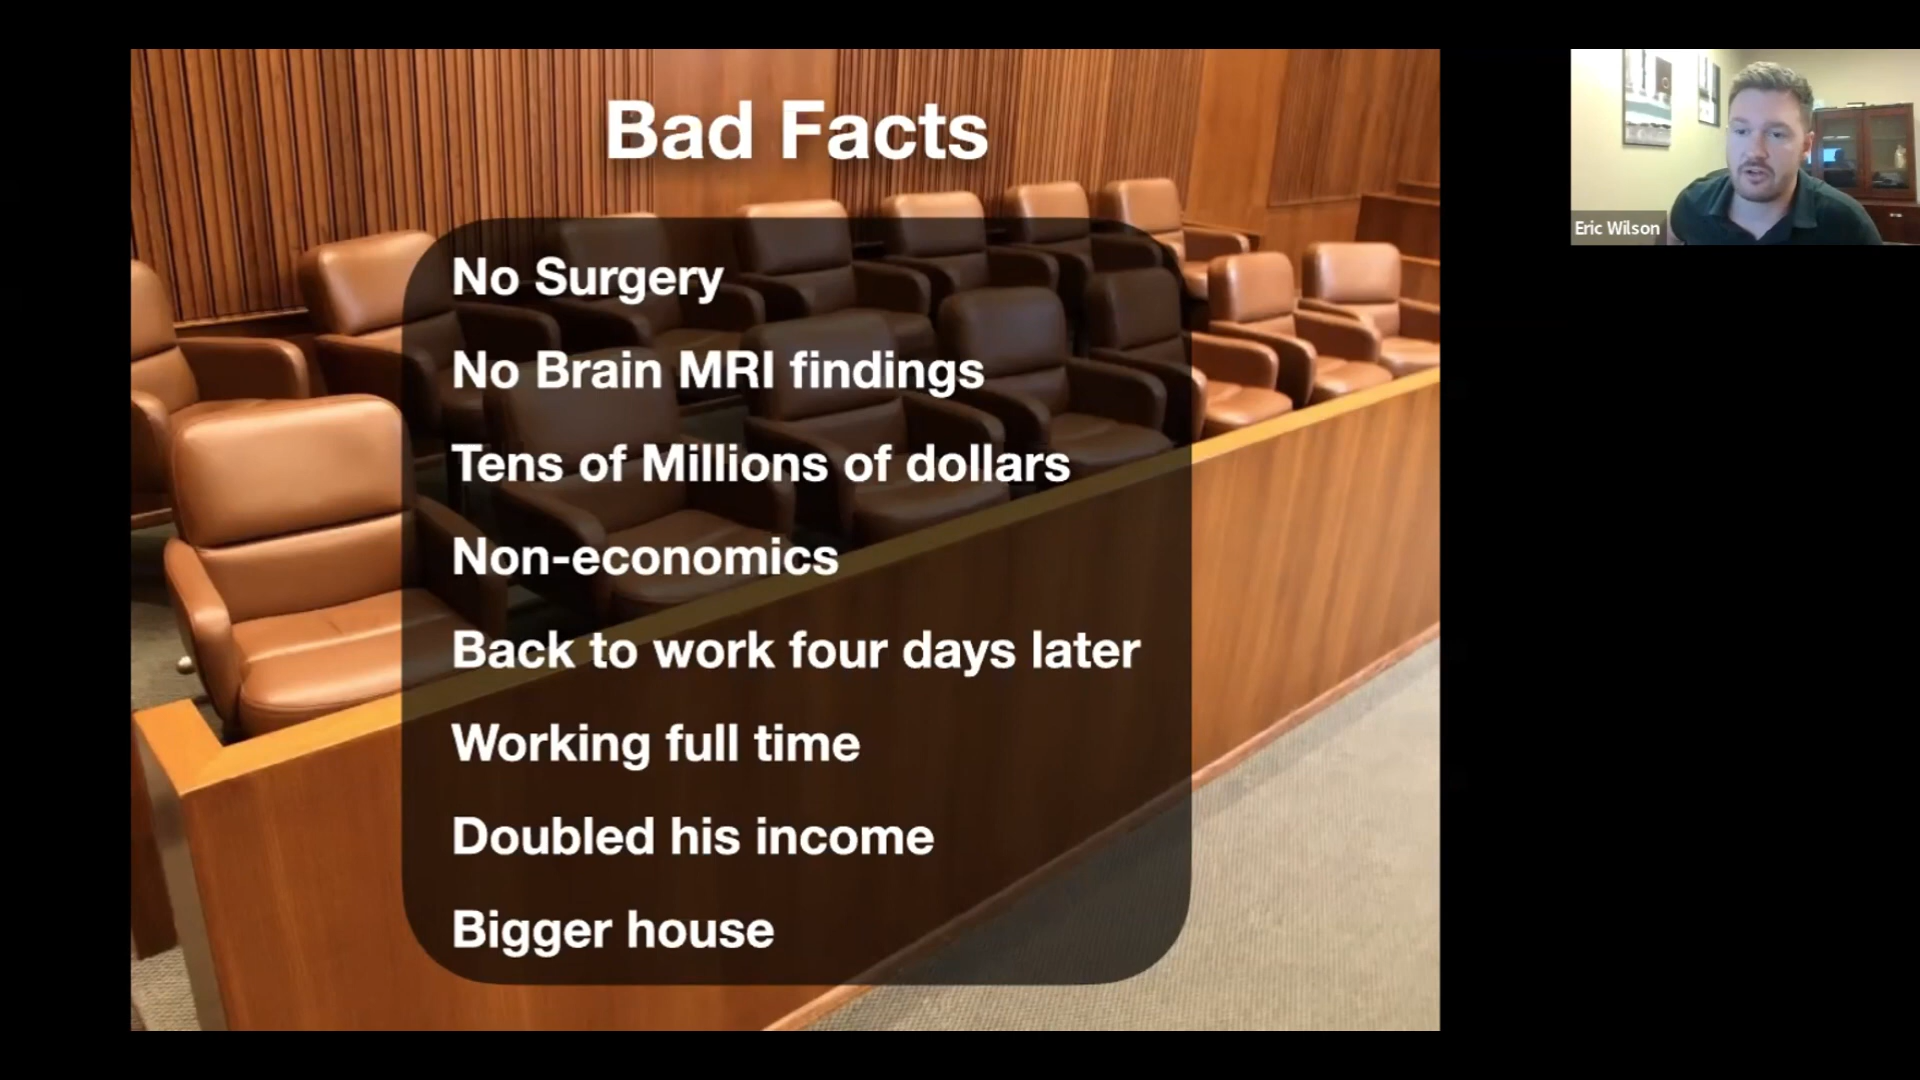 Bad Facts
No Surgery
No Brain MRI findings
Tens of Millions of dollars
Non-economics
Back to work four days later
Working full time
Doubled his income
Bigger house
Eric Wilson